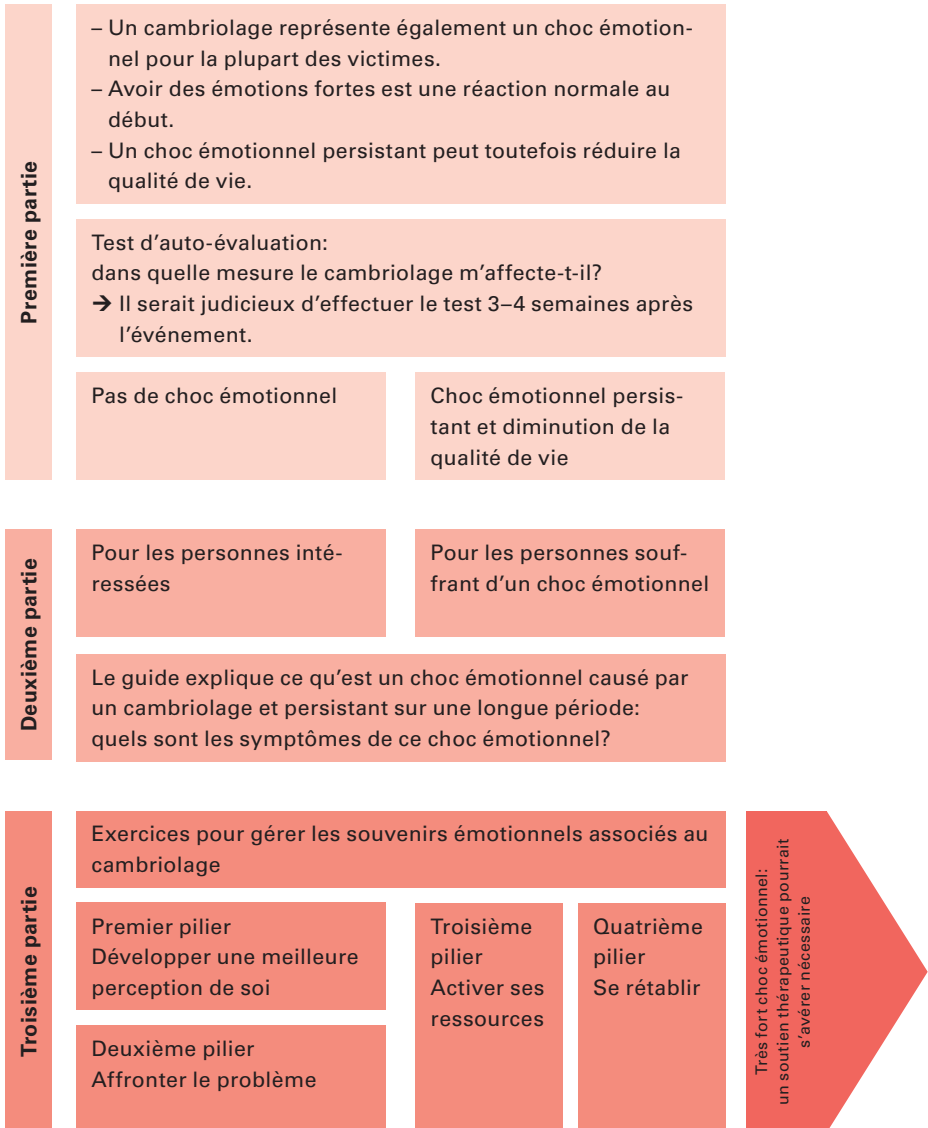 Première partie
– Un cambriolage représente également un choc émotion-
nel pour la plupart des victimes.
– Avoir des émotions fortes est une réaction normale au
début.
– Un choc émotionnel persistant peut toutefois réduire la
qualité de vie.
Test d’auto-évaluation:
dans quelle mesure le cambriolage m’affecte-t-il?
➔ Il serait judicieux d’effectuer le test 3–4 semaines après
l’événement.
Pas de choc émotionnel
Choc émotionnel persis-
tant et diminution de la
qualité de vie
Deuxième partie
Pour les personnes inté-
ressées
Pour les personnes souf-
frant d’un choc émotionnel
Le guide explique ce qu’est un choc émotionnel causé par
un cambriolage et persistant sur une longue période:
quels sont les symptômes de ce choc émotionnel?
Troisième partie
Exercices pour gérer les souvenirs émotionnels associés au
cambriolage
Premier pilier
Développer une meilleure
perception de soi
Deuxième pilier
Affronter le problème
Troisième
pilier
Activer ses
ressources
Quatrième
pilier
Se rétablir
Très fort choc émotionnel:
un soutien thérapeutique pourrait
s’avérer nécessaire